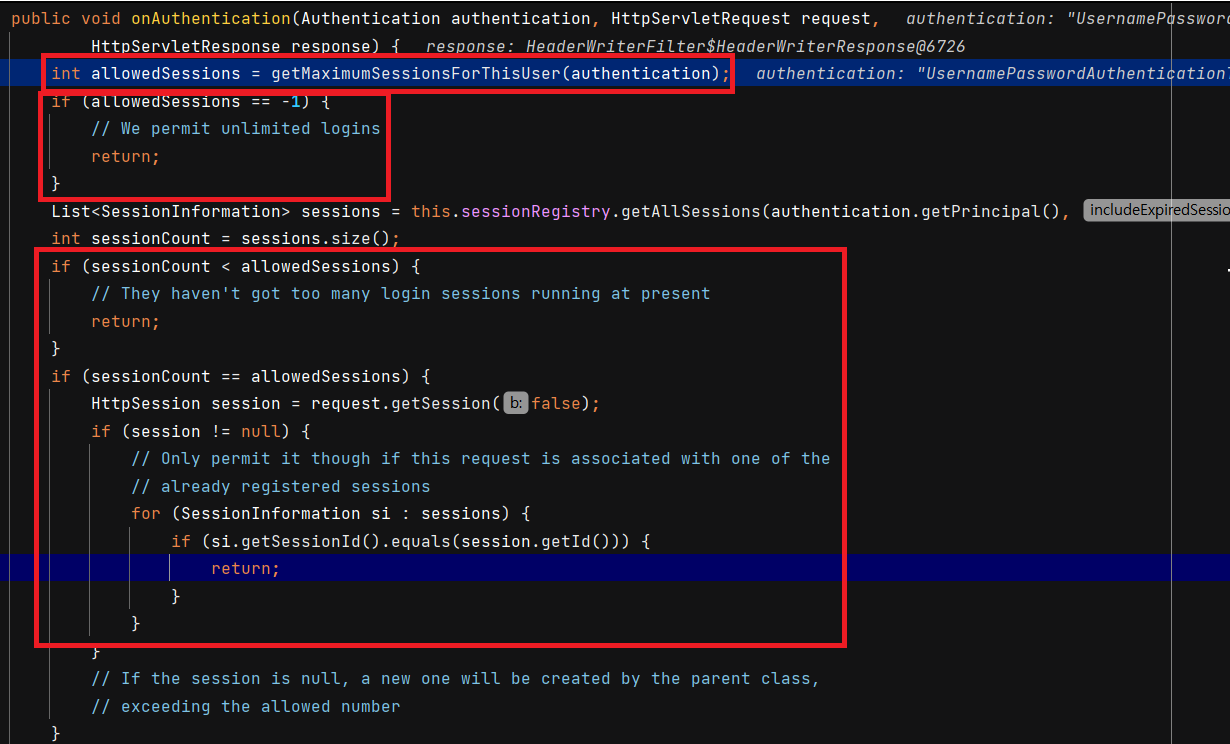 public void onAuthentication(Authentication authentication, HttpServletRequest request,   authentication: "UsernamePassword
        HttpServletResponse response) {   response: HeaderWriterFilter$HeaderWriterResponse@6726
    int allowedSessions = getMaximumSessionsForThisUser(authentication);   authentication: "UsernamePasswordAuthenticationT
    if (allowedSessions == -1) {
        // We permit unlimited logins
        return;
    }
    List<SessionInformation> sessions = this.sessionRegistry.getAllSessions(authentication.getPrincipal(),  includeExpiredSessio
    int sessionCount = sessions.size();
    if (sessionCount < allowedSessions) {
        // They haven't got too many login sessions running at present
        return;
    }
    if (sessionCount == allowedSessions) {
        HttpSession session = request.getSession( b: false);
        if (session != null) {
            // Only permit it though if this request is associated with one of the
            // already registered sessions
            for (SessionInformation si : sessions) {
                if (si.getSessionId().equals(session.getId())) {
                    return;
                }
            }
        }
        // If the session is null, a new one will be created by the parent class,
        // exceeding the allowed number
    }